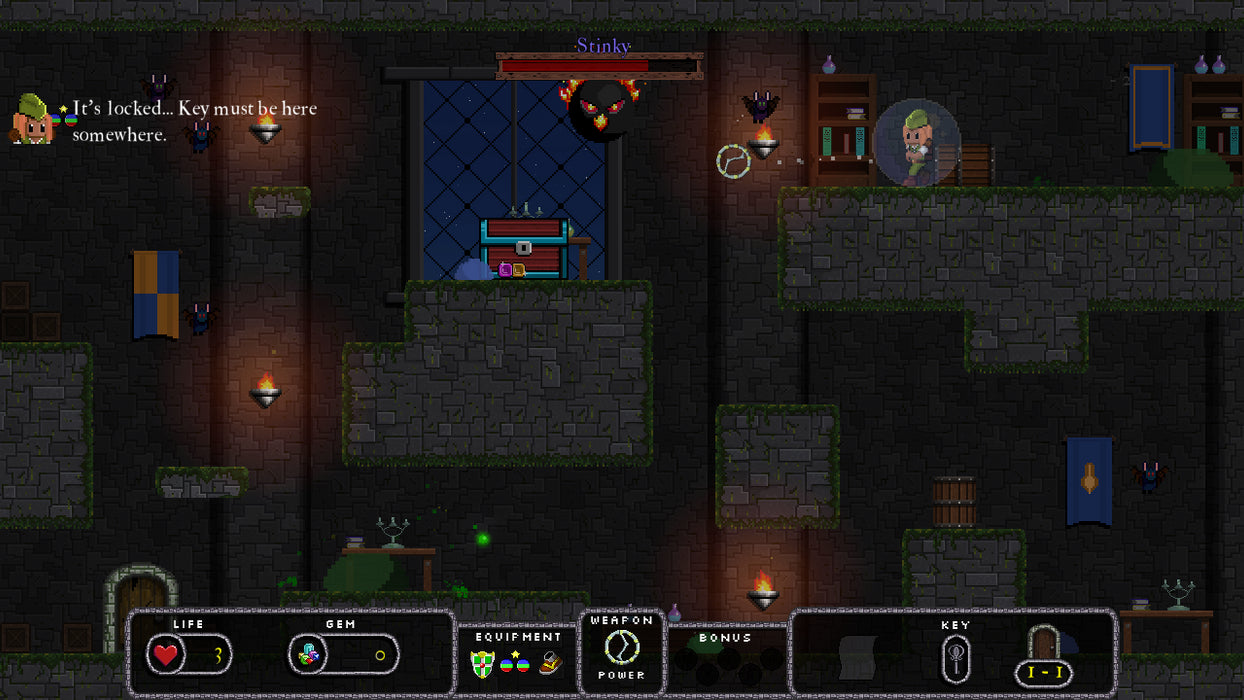 Stinky
It's locked... Key must be here
somewhere.
LIFE
3
GEM
0
EQUIPMENT
WEAPON
POWER
BONUS
KEY
I - I